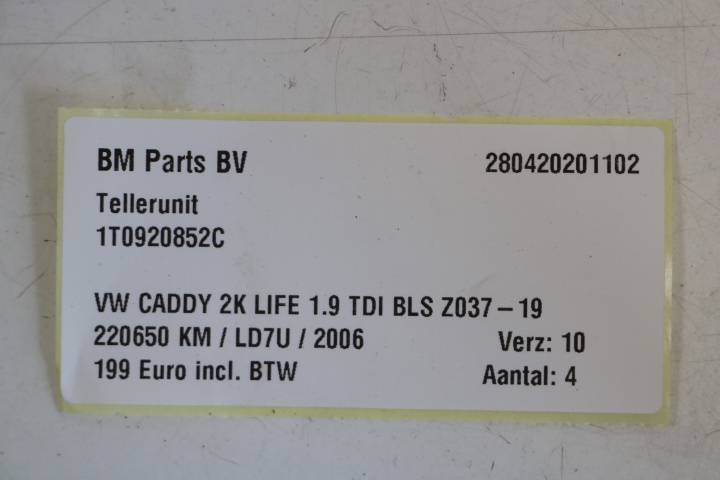 BM Parts BV 280420201102
Tellerunit
1T0920852C
VW CADDY 2K LIFE 1.9 TDI BLS Z037 – 19
220650 KM / LD7U / 2006 Verz: 10
199 Euro incl. BTW Aantal: 4